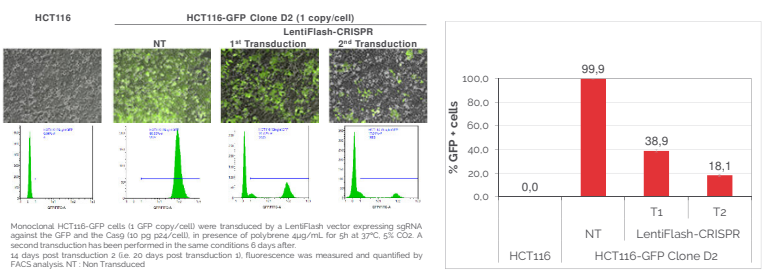 HCT116
HCT116-GFP Clone D2 (1 copy/cell)
LentiFlash-CRISPR
NT
1st Transduction
2nd Transduction
Monoclonal HCT116-GFP cells (1 GFP copy/cell) were transduced by a LentiFlash vector expressing sgRNA
against the GFP and the Cas9 (10 pg p24/cell), in presence of polybrene 4µg/mL for 5h at 37°C, 5% CO2. A
second transduction has been performed in the same conditions 6 days after.
14 days post transduction 2 (i.e. 20 days post transduction 1), fluorescence was measured and quantified by
FACS analysis. NT : Non Transduced
% GFP + cells
100,0
80,0
60,0
40,0
20,0
0,0
0,0
99,9
38,9
18,1
T1
T2
NT
LentiFlash-CRISPR
HCT116
HCT116-GFP Clone D2